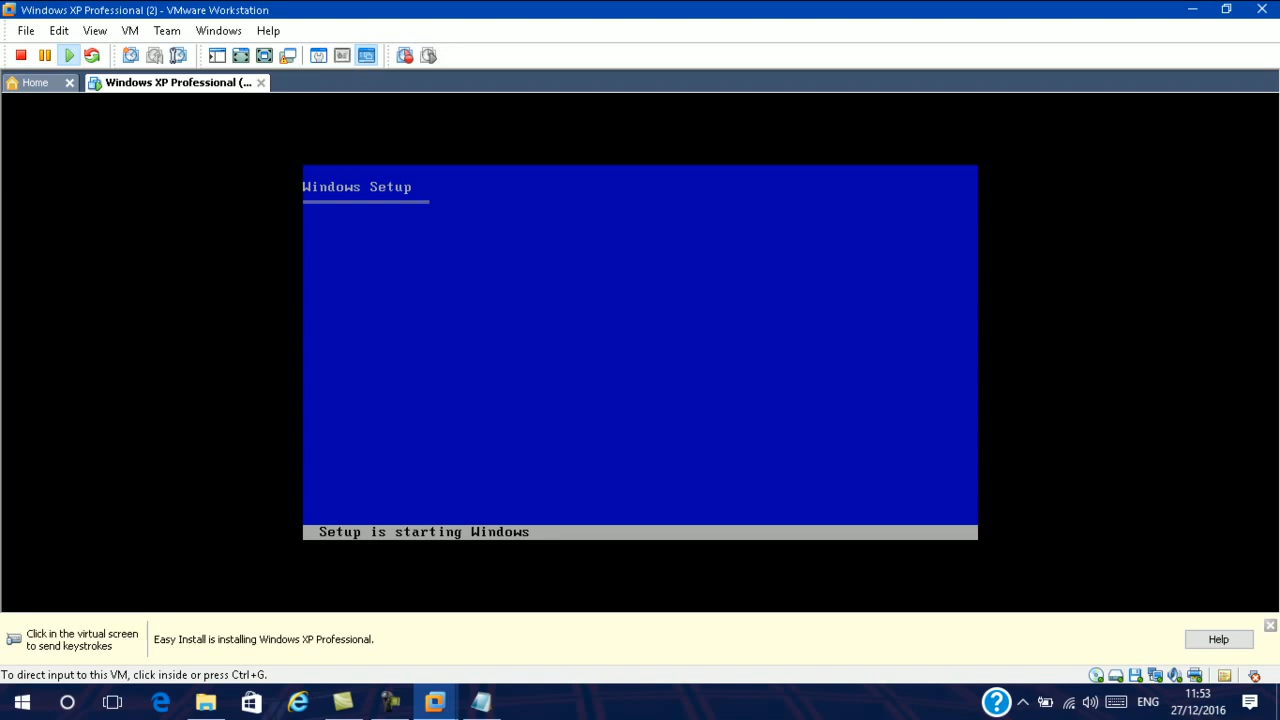 Windows XP Professional (2) - VMware Workstation
File Edit View VM Team Windows Help
Home Windows XP Professional (...
Windows Setup
Setup is starting Windows
Click in the virtual screen
to send keystrokes
Easy Install is installing Windows XP Professional.
Help
To direct input to this VM, click inside or press Ctrl+G.
ENG
11:53
27/12/2016